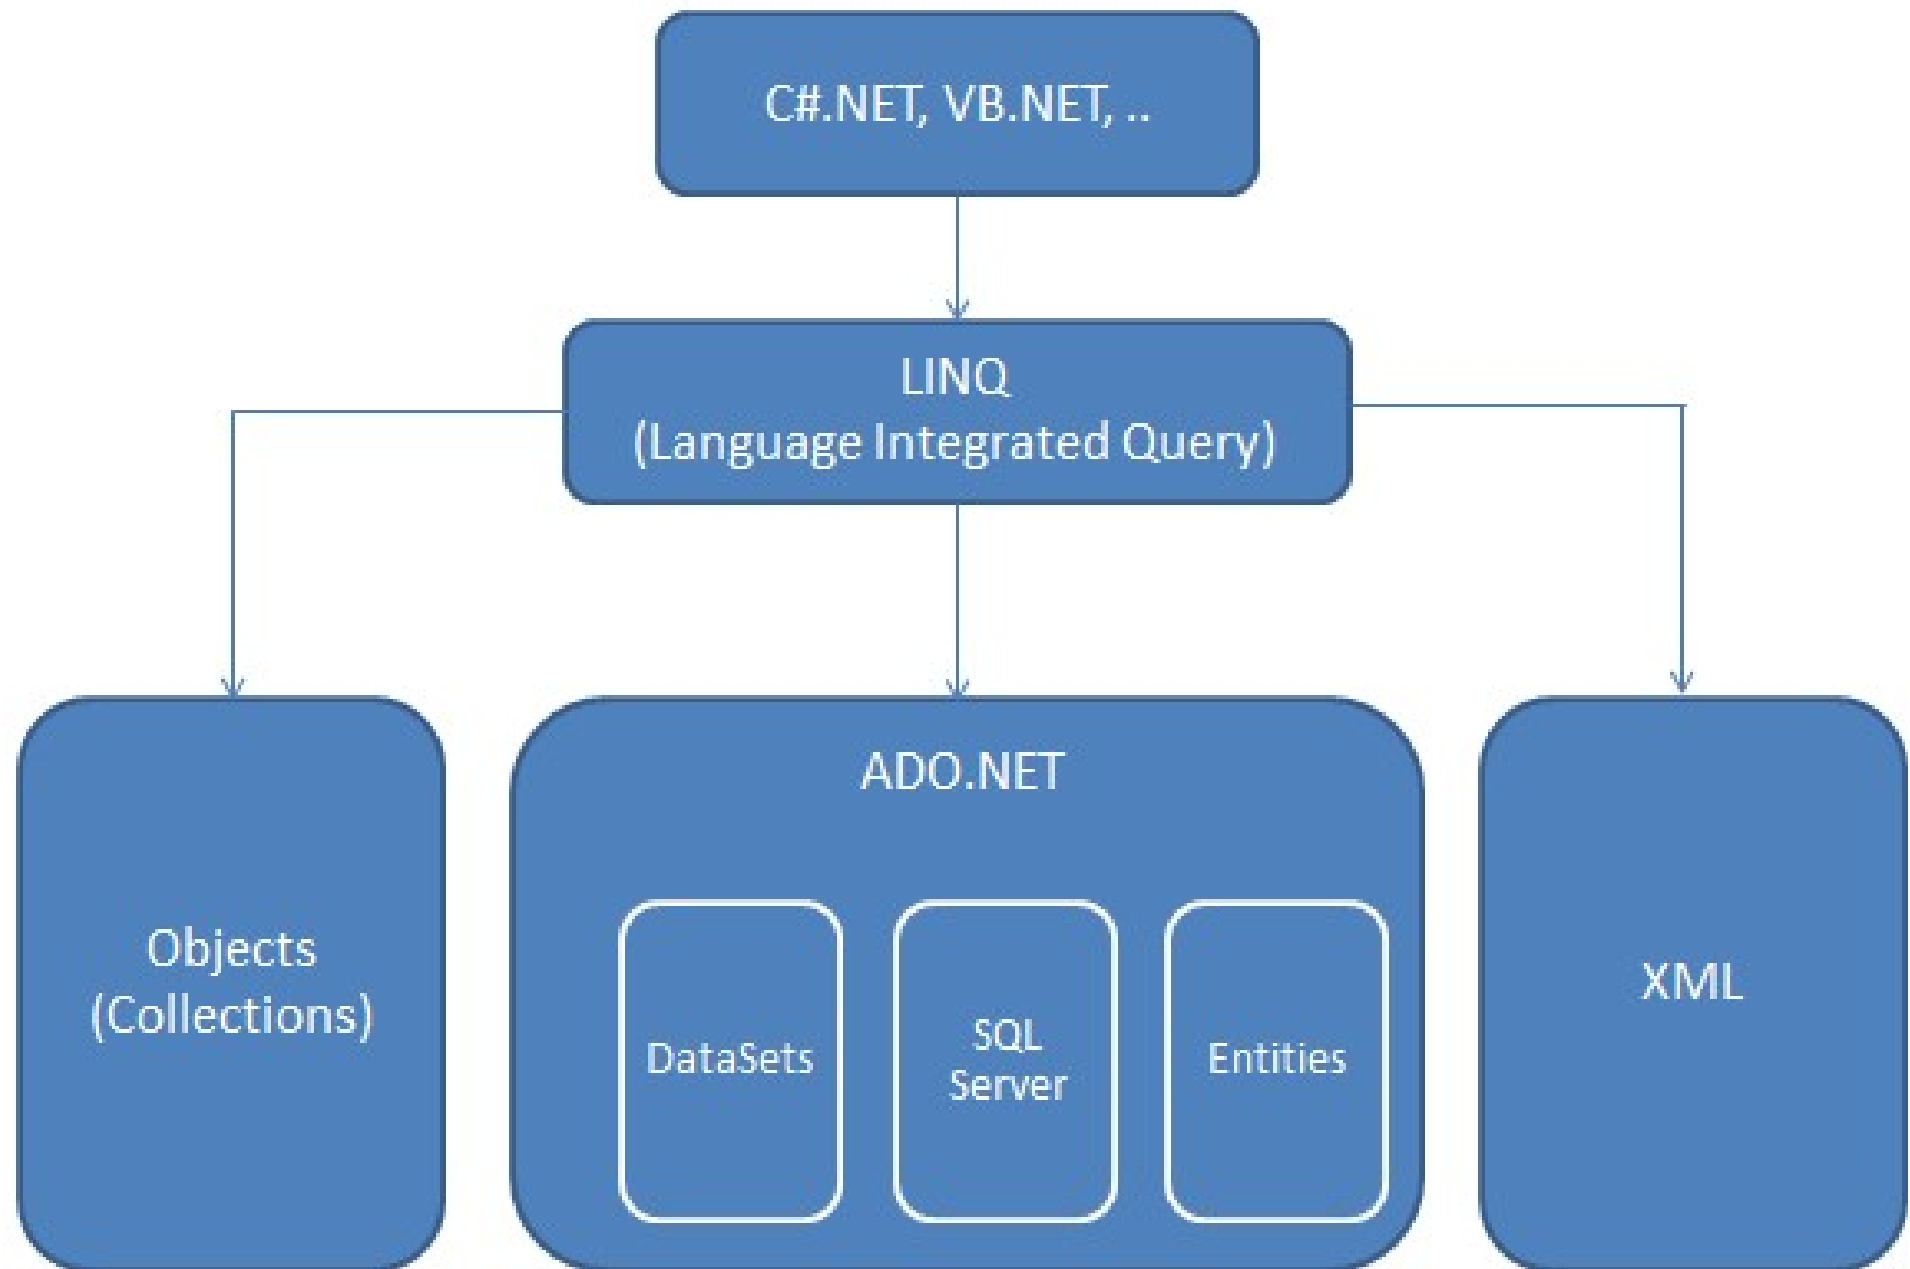 C#.NET, VB.NET, ..
LINQ
(Language Integrated Query)
Objects
(Collections)
ADO.NET
DataSets
SQL
Server
Entities
XML